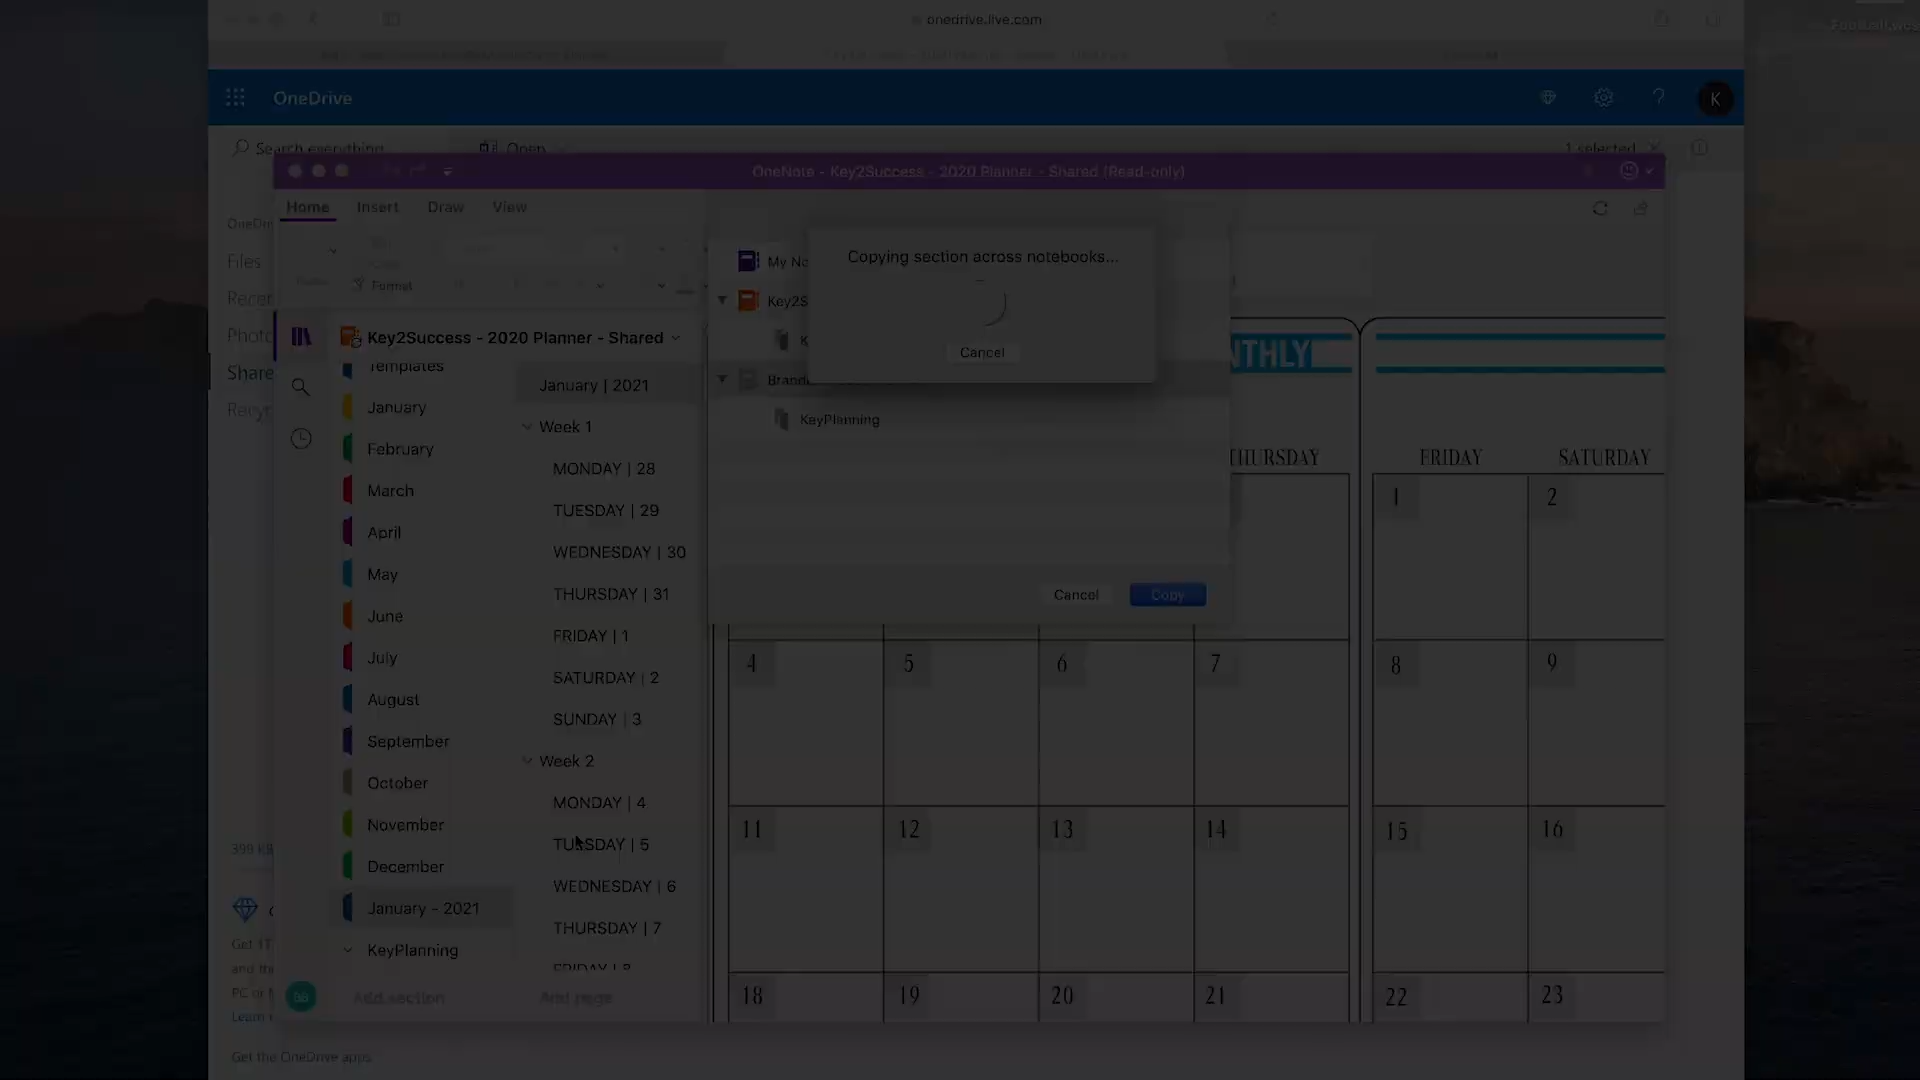 onedrive.live.com
OneDrive
K
Search everything
Open
1 selected
OneNote - Key2Success - 2020 Planner - Shared (Read-only)
Home
Insert
Draw
View
Files
Format
Copying section across notebooks...
Cancel
Key2Success - 2020 Planner - Shared
Templates
January
February
March
April
May
June
July
August
September
October
November
December
January - 2021
KeyPlanning
Add section
January | 2021
Week 1
MONDAY | 28
TUESDAY | 29
WEDNESDAY | 30
THURSDAY | 31
FRIDAY | 1
SATURDAY | 2
SUNDAY | 3
Week 2
MONDAY | 4
TUESDAY | 5
WEDNESDAY | 6
THURSDAY | 7
FRIDAY | 8
Add page
KeyPlanning
Cancel
Copy
THURSDAY
FRIDAY
SATURDAY
1
2
4
5
6
7
8
9
11
12
13
14
15
16
18
19
20
21
22
23
Get the OneDrive apps